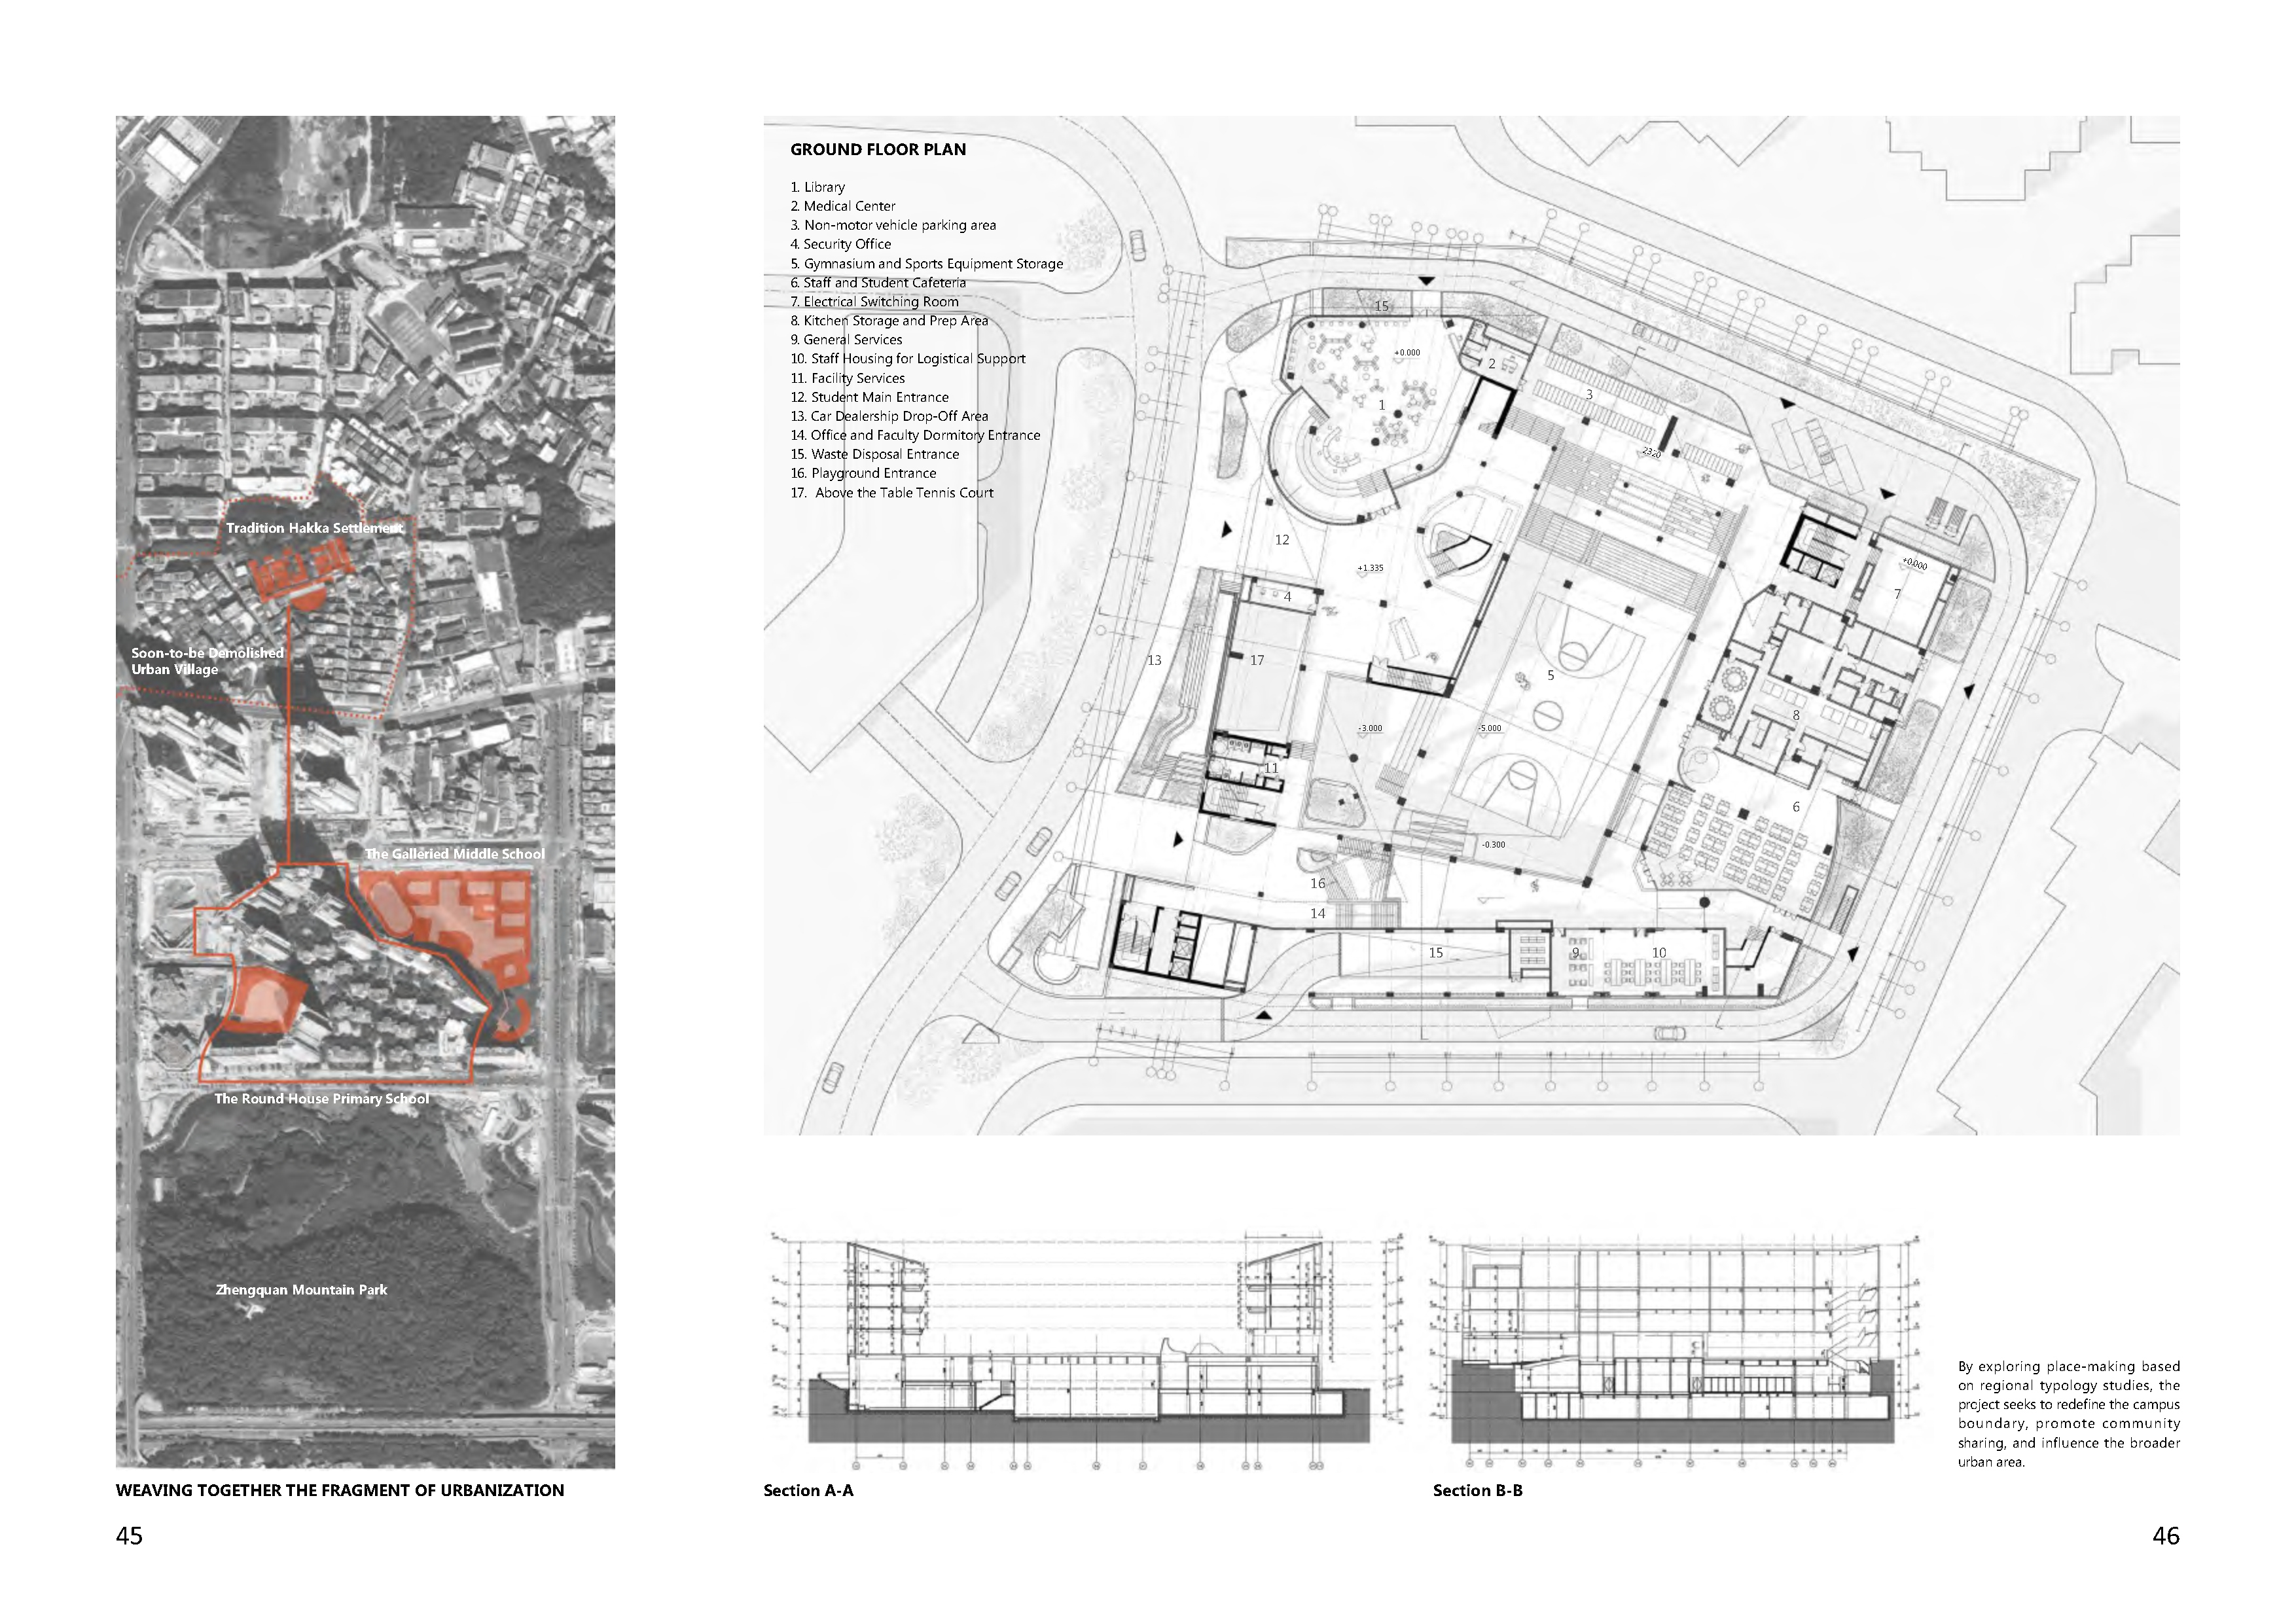 Tradition Hakka Settlement
Soon-to-be Demolished
Urban Village
The Galleried Middle School
The Round House Primary School
Zhengquan Mountain Park
WEAVING TOGETHER THE FRAGMENT OF URBANIZATION
45
GROUND FLOOR PLAN
1. Library
2. Medical Center
3. Non-motor vehicle parking area
4. Security Office
5. Gymnasium and Sports Equipment Storage
6. Staff and Student Cafeteria
7. Electrical Switching Room
8. Kitchen Storage and Prep Area
9. General Services
10. Staff Housing for Logistical Support
11. Facility Services
12. Student Main Entrance
13. Car Dealership Drop-Off Area
14. Office and Faculty Dormitory Entrance
15. Waste Disposal Entrance
16. Playground Entrance
17. Above the Table Tennis Court
15
+0.000
2
1
3
2320
12
+1.335
4
+0.000
7
13
17
5
8
-3.000
-5.000
11
6
-0.300
16
14
15
9
10
Section A-A
Section B-B
By exploring place-making based
on regional typology studies, the
project seeks to redefine the campus
boundary, promote community
sharing, and influence the broader
urban area.
46